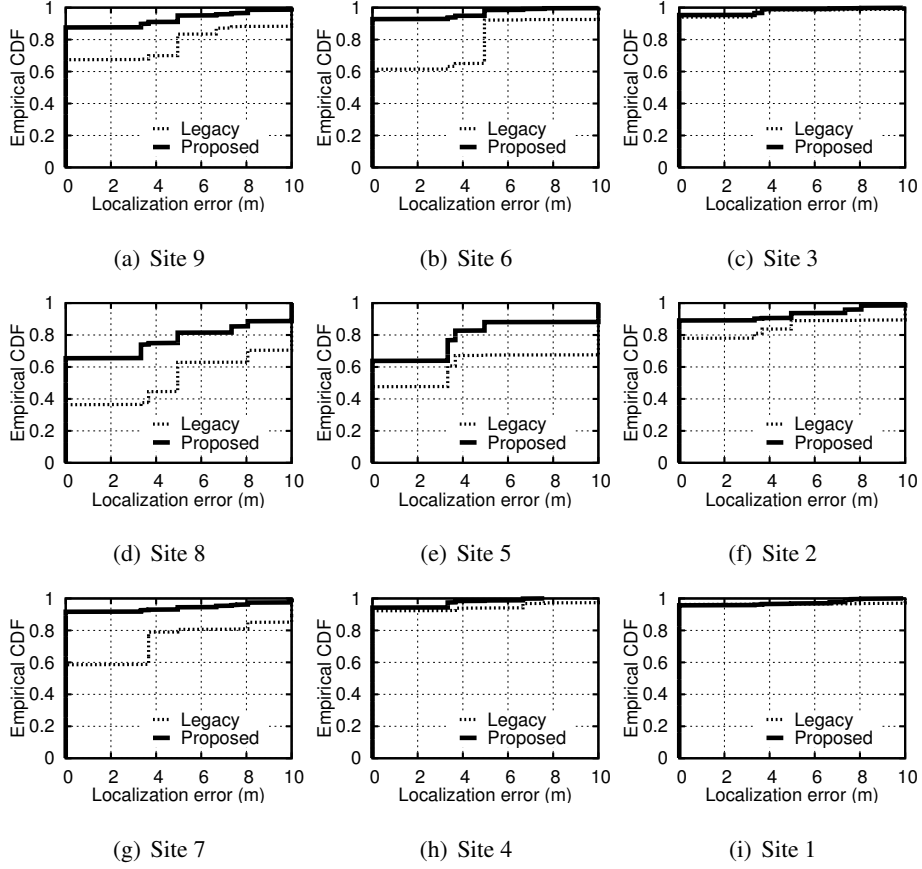 Empirical CDF
1
0.8
0.6
0.4
0.2
0
Legacy
Proposed
0 2 4 6 8 10
Localization error (m)
(a) Site 9
Empirical CDF
1
0.8
0.6
0.4
0.2
0
Legacy
Proposed
0 2 4 6 8 10
Localization error (m)
(b) Site 6
Empirical CDF
1
0.8
0.6
0.4
0.2
0
Legacy
Proposed
0 2 4 6 8 10
Localization error (m)
(c) Site 3
Empirical CDF
1
0.8
0.6
0.4
0.2
0
Legacy
Proposed
0 2 4 6 8 10
Localization error (m)
(d) Site 8
Empirical CDF
1
0.8
0.6
0.4
0.2
0
Legacy
Proposed
0 2 4 6 8 10
Localization error (m)
(e) Site 5
Empirical CDF
1
0.8
0.6
0.4
0.2
0
Legacy
Proposed
0 2 4 6 8 10
Localization error (m)
(f) Site 2
Empirical CDF
1
0.8
0.6
0.4
0.2
0
Legacy
Proposed
0 2 4 6 8 10
Localization error (m)
(g) Site 7
Empirical CDF
1
0.8
0.6
0.4
0.2
0
Legacy
Proposed
0 2 4 6 8 10
Localization error (m)
(h) Site 4
Empirical CDF
1
0.8
0.6
0.4
0.2
0
Legacy
Proposed
0 2 4 6 8 10
Localization error (m)
(i) Site 1